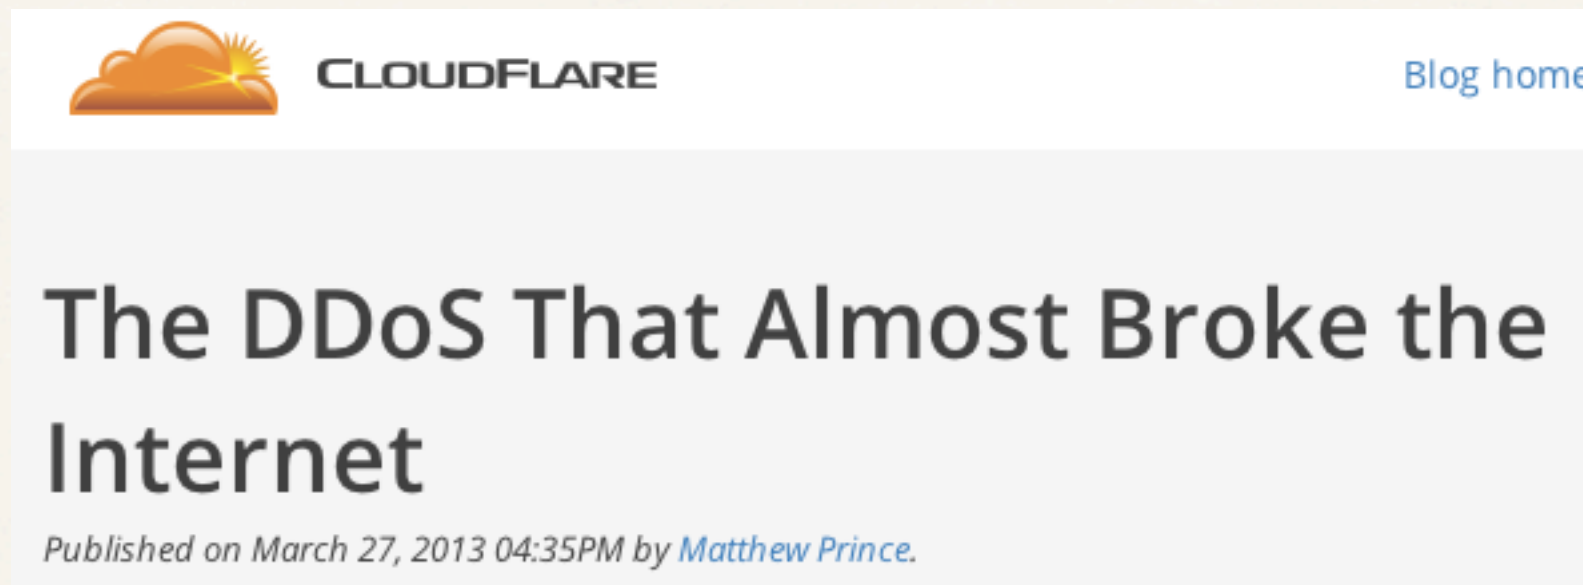 CLOUDFLARE
Blog home
The DDoS That Almost Broke the
Internet
Published on March 27, 2013 04:35PM by Matthew Prince.